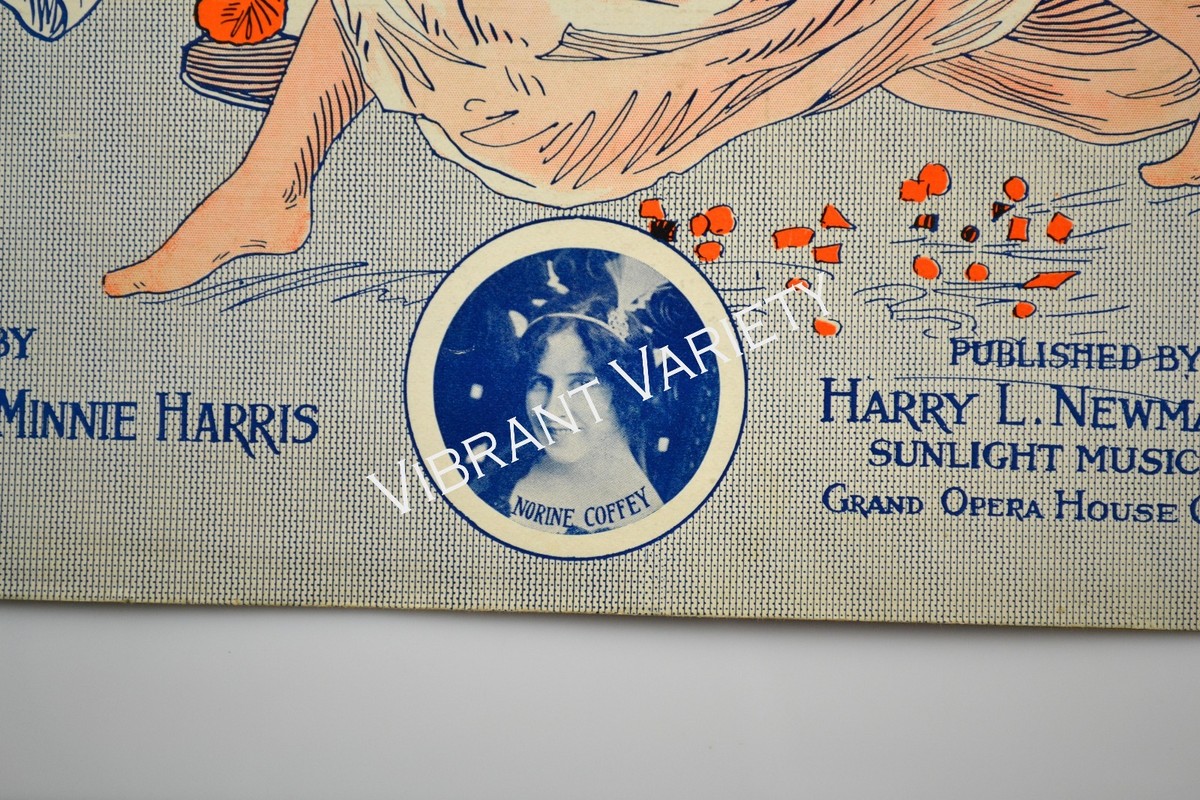 BY
MINNIE HARRIS
NORINE COFFEY
VIBRANT VARIETY
PUBLISHED BY
HARRY L. NEWMA
SUNLIGHT MUSIC
GRAND OPERA HOUSE